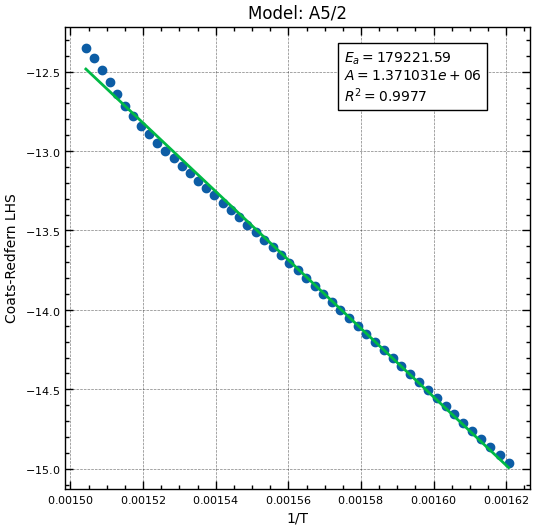 Model: A5/2
E_a = 179221.59
A = 1.371031e + 06
R² = 0.9977
Coats-Redfern LHS
−12.5
−13.0
−13.5
−14.0
−14.5
−15.0
0.00150 0.00152 0.00154 0.00156 0.00158 0.00160 0.00162
1/T